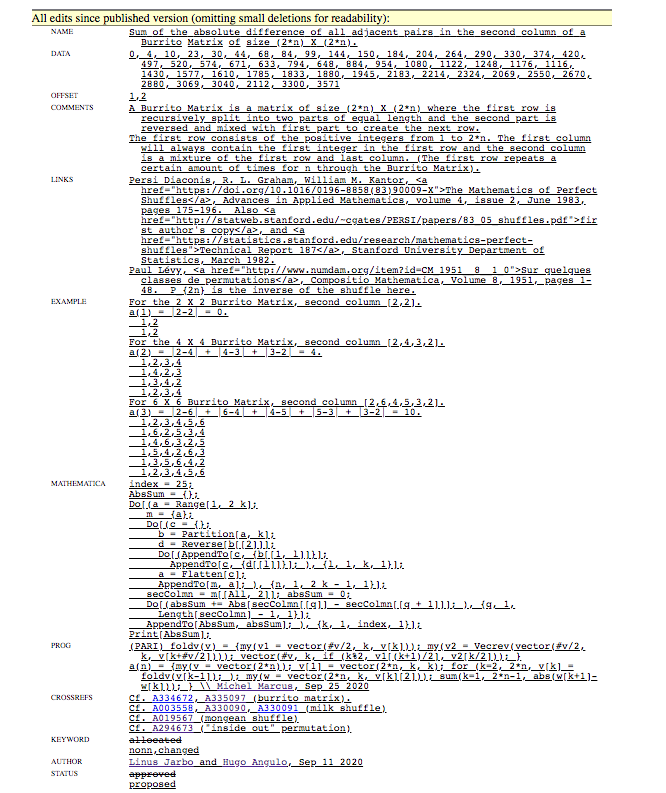 All edits since published version (omitting small deletions for readability):
NAME Sum of the absolute difference of all adjacent pairs in the second column of a
Burrito Matrix of size (2*n) X (2*n).
DATA 0, 4, 10, 23, 30, 44, 68, 84, 99, 144, 150, 184, 204, 264, 290, 330, 374, 420,
497, 520, 574, 671, 633, 794, 648, 884, 954, 1080, 1122, 1248, 1176, 1116,
1430, 1577, 1610, 1785, 1833, 1880, 1945, 2183, 2214, 2324, 2069, 2550, 2670,
2880, 3069, 3040, 2112, 3300, 3571
OFFSET 1,2
COMMENTS A Burrito Matrix is a matrix of size (2*n) X (2*n) where the first row is
recursively split into two parts of equal length and the second part is
reversed and mixed with first part to create the next row.
The first row consists of the positive integers from 1 to 2*n. The first column
will always contain the first integer in the first row and the second column
is a mixture of the first row and last column. (The first row repeats a
certain amount of times for n through the Burrito Matrix).
LINKS Persi Diaconis, R. L. Graham, William M. Kantor, <a
href="https://doi.org/10.1016/0196-8858(83)90009-X">The Mathematics of Perfect
Shuffles</a>, Advances in Applied Mathematics, volume 4, issue 2, June 1983,
pages 175-196. Also <a
href="http://statweb.stanford.edu/~cgates/PERSI/papers/83_05_shuffles.pdf">fir
st author's copy</a>, and <a
href="https://statistics.stanford.edu/research/mathematics-perfect-
shuffles">Technical Report 187</a>, Stanford University Department of
Statistics, March 1982.
Paul Lévy, <a href="http://www.numdam.org/item?id=CM_1951__8__1_0">Sur quelques
classes de permutations</a>, Compositio Mathematica, Volume 8, 1951, pages 1-
48. P_{2n} is the inverse of the shuffle here.
EXAMPLE For the 2 X 2 Burrito Matrix, second column [2,2].
a(1) = |2-2| = 0.
1,2
1,2
For the 4 X 4 Burrito Matrix, second column [2,4,3,2].
a(2) = |2-4| + |4-3| + |3-2| = 4.
1,2,3,4
1,4,2,3
1,3,4,2
1,2,3,4
For 6 X 6 Burrito Matrix, second column [2,6,4,5,3,2].
a(3) = |2-6| + |6-4| + |4-5| + |5-3| + |3-2| = 10.
1,2,3,4,5,6
1,6,2,5,3,4
1,4,6,3,2,5
1,5,4,2,6,3
1,3,5,6,4,2
1,2,3,4,5,6
MATHEMATICA index = 25;
AbsSum = {};
Do[(a = Range[1, 2 k];
m = {a};
Do[(c = {};
b = Partition[a, k];
d = Reverse[b[[2]]];
Do[(AppendTo[c, {b[[1, l]]}];
AppendTo[c, {d[[l]]}]; ), {l, 1, k, 1}];
a = Flatten[c];
AppendTo[m, a]; ), {n, 1, 2 k - 1, 1}];
secColmn = m[[All, 2]]; absSum = 0;
Do[(absSum += Abs[secColmn[[q]] - secColmn[[q + 1]]]; ), {q, 1,
Length[secColmn] - 1, 1}];
AppendTo[AbsSum, absSum]; ), {k, 1, index, 1}];
Print[AbsSum];
PROG (PARI) foldv(v) = {my(v1 = vector(#v/2, k, v[k])); my(v2 = Vecrev(vector(#v/2,
k, v[k+#v/2]))); vector(#v, k, if (k%2, v1[(k+1)/2], v2[k/2])); }
a(n) = {my(v = vector(2*n)); v[1] = vector(2*n, k, k); for (k=2, 2*n, v[k] =
foldv(v[k-1]); ); my(w = vector(2*n, k, v[k][2])); sum(k=1, 2*n-1, abs(w[k+1]-
w[k])); } \\ Michel Marcus, Sep 25 2020
CROSSREFS Cf. A334672, A335097 (burrito matrix).
Cf. A003558, A330090, A330091 (milk shuffle)
Cf. A019567 (mongean shuffle)
Cf. A294673 ("inside out" permutation)
KEYWORD allocated
nonn,changed
AUTHOR Linus Jarbo and Hugo Angulo, Sep 11 2020
STATUS approved
proposed